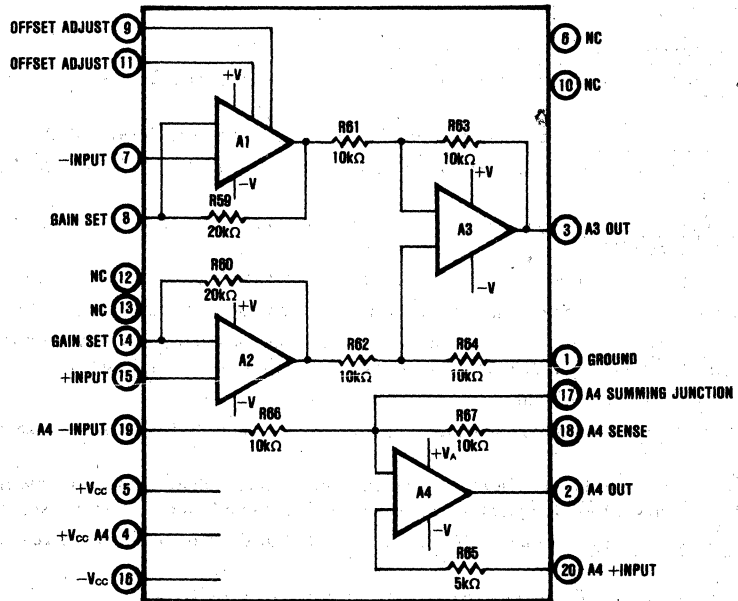 OFFSET ADJUST 9
OFFSET ADJUST 11
-INPUT 7
GAIN SET 8
NC 12
NC 13
GAIN SET 14
+INPUT 15
A4 -INPUT 19
+VCC 5
+VCC A4 4
-VCC 16
+V
A1
-V
R59
20kΩ
R60
20kΩ
+V
A2
-V
R61
10kΩ
R63
10kΩ
+V
A3
-V
R62
10kΩ
R64
10kΩ
R66
10kΩ
R67
10kΩ
+VA
A4
-V
R65
5kΩ
6 NC
10 NC
3 A3 OUT
1 GROUND
17 A4 SUMMING JUNCTION
18 A4 SENSE
2 A4 OUT
20 A4 +INPUT